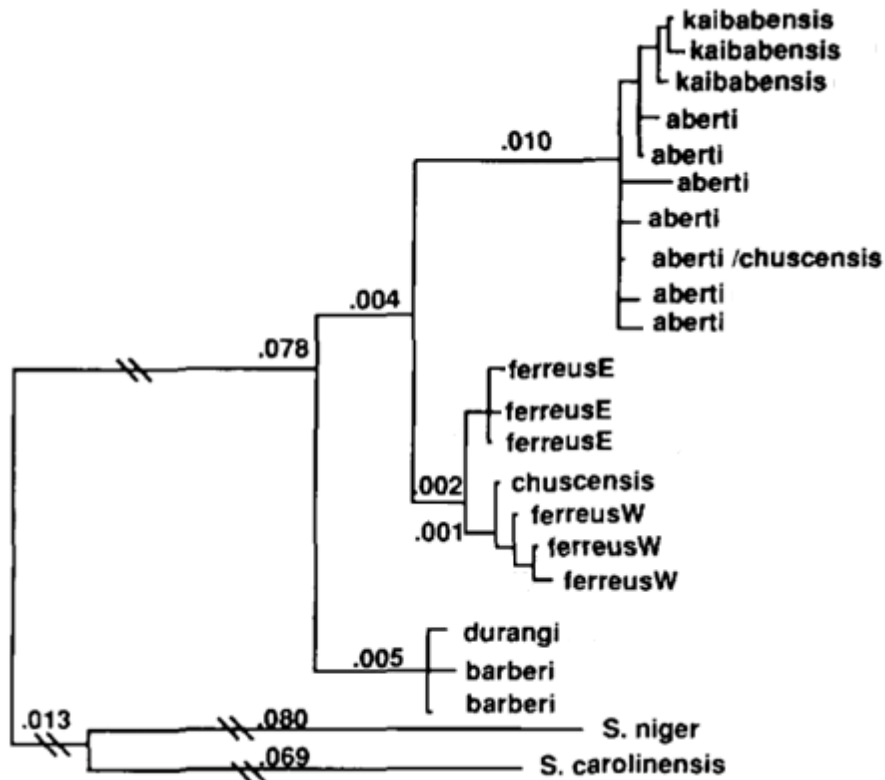 kaibabensis
kaibabensis
kaibabensis
aberti
.010
aberti
aberti
aberti
aberti /chuscensis
.004
aberti
aberti
.078
ferreusE
ferreusE
ferreusE
chuscensis
.002
ferreusW
.001
ferreusW
ferreusW
durangi
.005
barberi
barberi
.013
.080
S. niger
.069
S. carolinensis